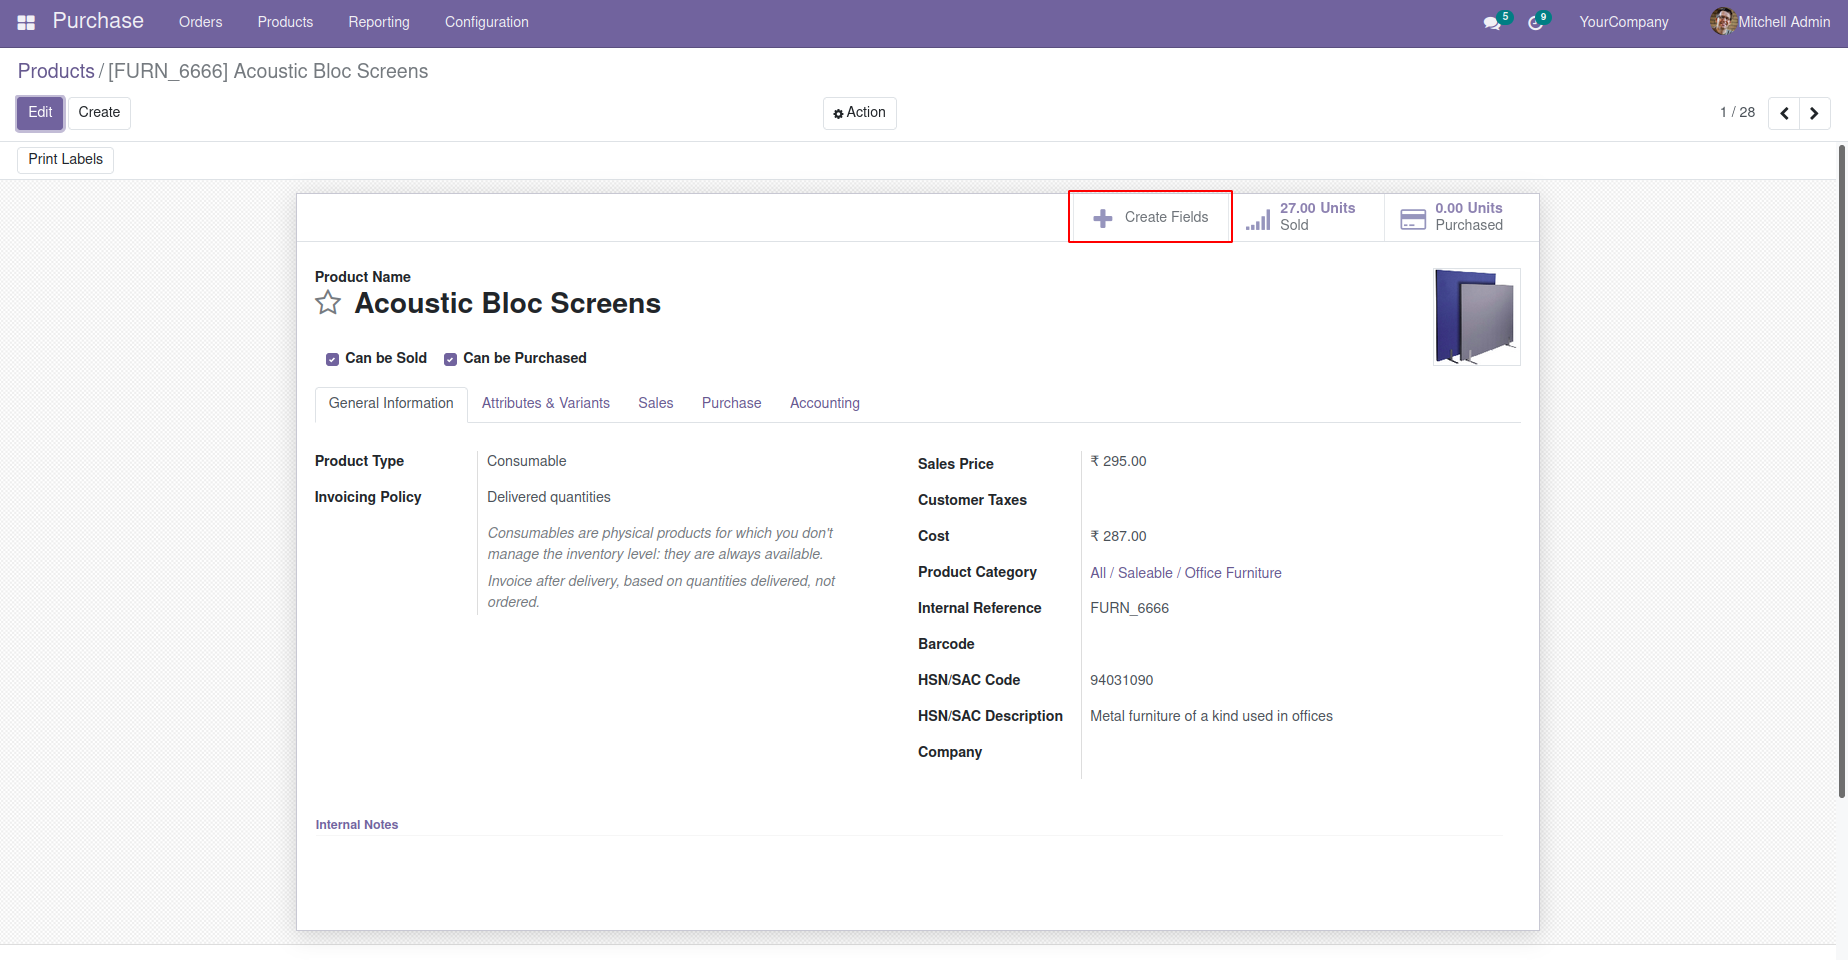 Purchase Orders Products Reporting Configuration 5 9 YourCompany Mitchell Admin
Products / [FURN_6666] Acoustic Bloc Screens
Edit Create Action 1 / 28
Print Labels
Create Fields
27.00 Units
Sold
0.00 Units
Purchased
Product Name
Acoustic Bloc Screens
Can be Sold Can be Purchased
General Information Attributes & Variants Sales Purchase Accounting
Product Type Consumable
Invoicing Policy Delivered quantities
Consumables are physical products for which you don't
manage the inventory level: they are always available.
Invoice after delivery, based on quantities delivered, not
ordered.
Sales Price ₹ 295.00
Customer Taxes
Cost ₹ 287.00
Product Category All / Saleable / Office Furniture
Internal Reference FURN_6666
Barcode
HSN/SAC Code 94031090
HSN/SAC Description Metal furniture of a kind used in offices
Company
Internal Notes